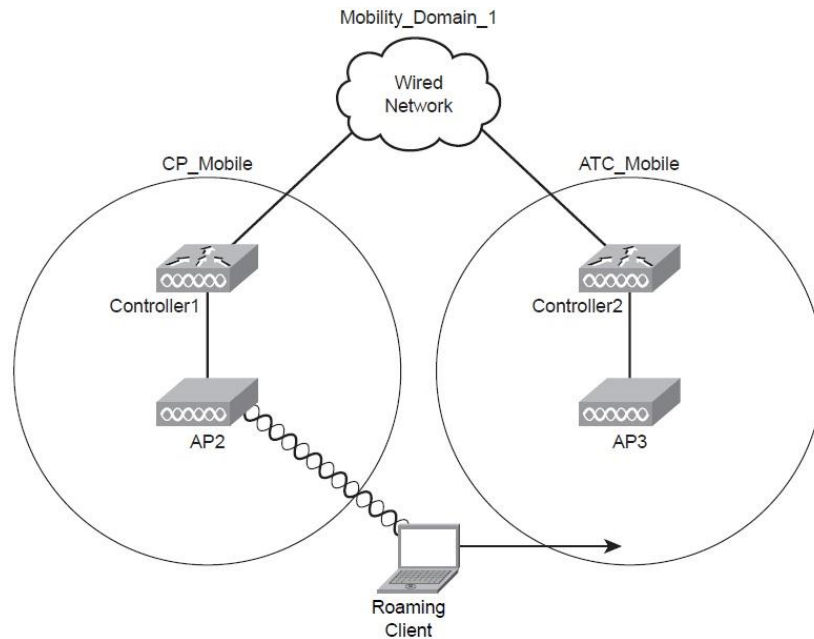 Mobility_Domain_1
Wired
Network
CP_Mobile
ATC_Mobile
Controller1
Controller2
AP2
AP3
Roaming
Client